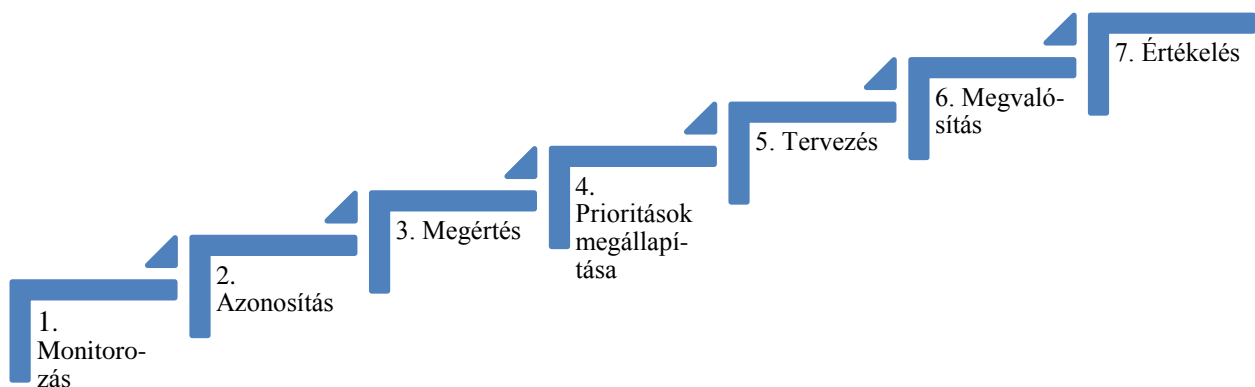 1.
Monitoro-
zás
2.
Azonosítás
3. Megértés
4.
Prioritások
megállapí-
tása
5. Tervezés
6. Megvaló-
sítás
7. Értékelés